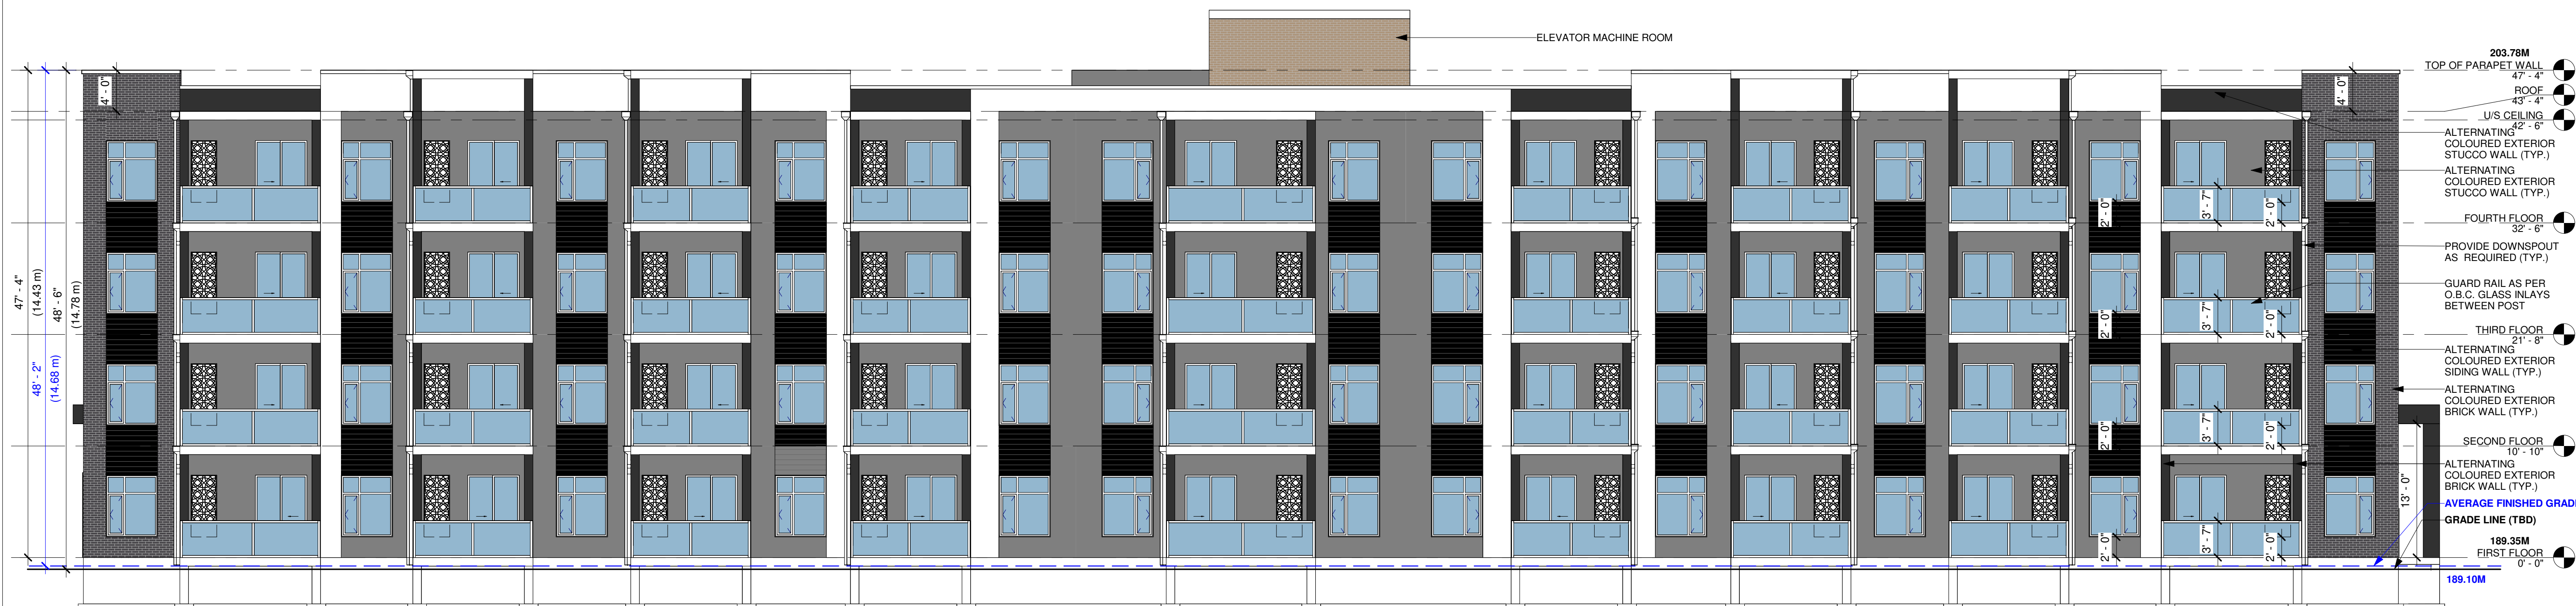 ELEVATOR MACHINE ROOM
203.78M
TOP OF PARAPET WALL
47' - 4"
ROOF
43' - 4"
U/S CEILING
42' - 6"
ALTERNATING
COLOURED EXTERIOR
STUCCO WALL (TYP.)
ALTERNATING
COLOURED EXTERIOR
STUCCO WALL (TYP.)
FOURTH FLOOR
32' - 6"
PROVIDE DOWNSPOUT
AS REQUIRED (TYP.)
GUARD RAIL AS PER
O.B.C. GLASS INLAYS
BETWEEN POST
THIRD FLOOR
21' - 8"
ALTERNATING
COLOURED EXTERIOR
SIDING WALL (TYP.)
ALTERNATING
COLOURED EXTERIOR
BRICK WALL (TYP.)
SECOND FLOOR
10' - 10"
ALTERNATING
COLOURED EXTERIOR
BRICK WALL (TYP.)
AVERAGE FINISHED GRAD
GRADE LINE (TBD)
189.35M
FIRST FLOOR
0' - 0"
189.10M
47' - 4"
(14.43 m)
48' - 2"
(14.68 m)
48' - 6"
(14.78 m)
4' - 0"
4' - 0"
2' - 0"
3' - 7"
2' - 0"
2' - 0"
3' - 7"
2' - 0"
2' - 0"
3' - 7"
2' - 0"
2' - 0"
3' - 7"
2' - 0"
13' - 0"